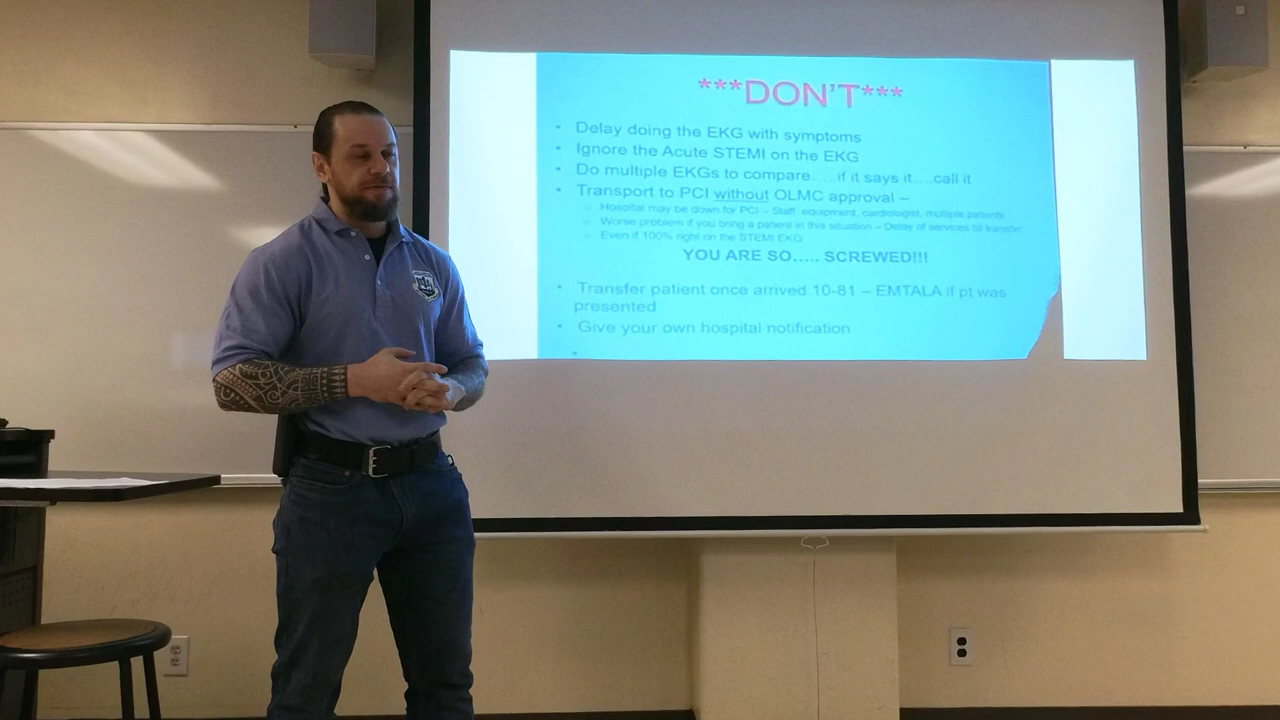 ***DON'T***
• Delay doing the EKG with symptoms
• Ignore the Acute STEMI on the EKG
• Do multiple EKGs to compare.....if it says it....call it
• Transport to PCI without OLMC approval –
○ Hospital may be down for PCI – Staff, equipment, cardiologist, multiple patients
○ Worse problem if you bring a patient in this situation – Delay of services till transfer
○ Even if 100% right on the STEMI EKG
YOU ARE SO..... SCREWED!!!
• Transfer patient once arrived 10-81 – EMTALA if pt was
presented
• Give your own hospital notification
•